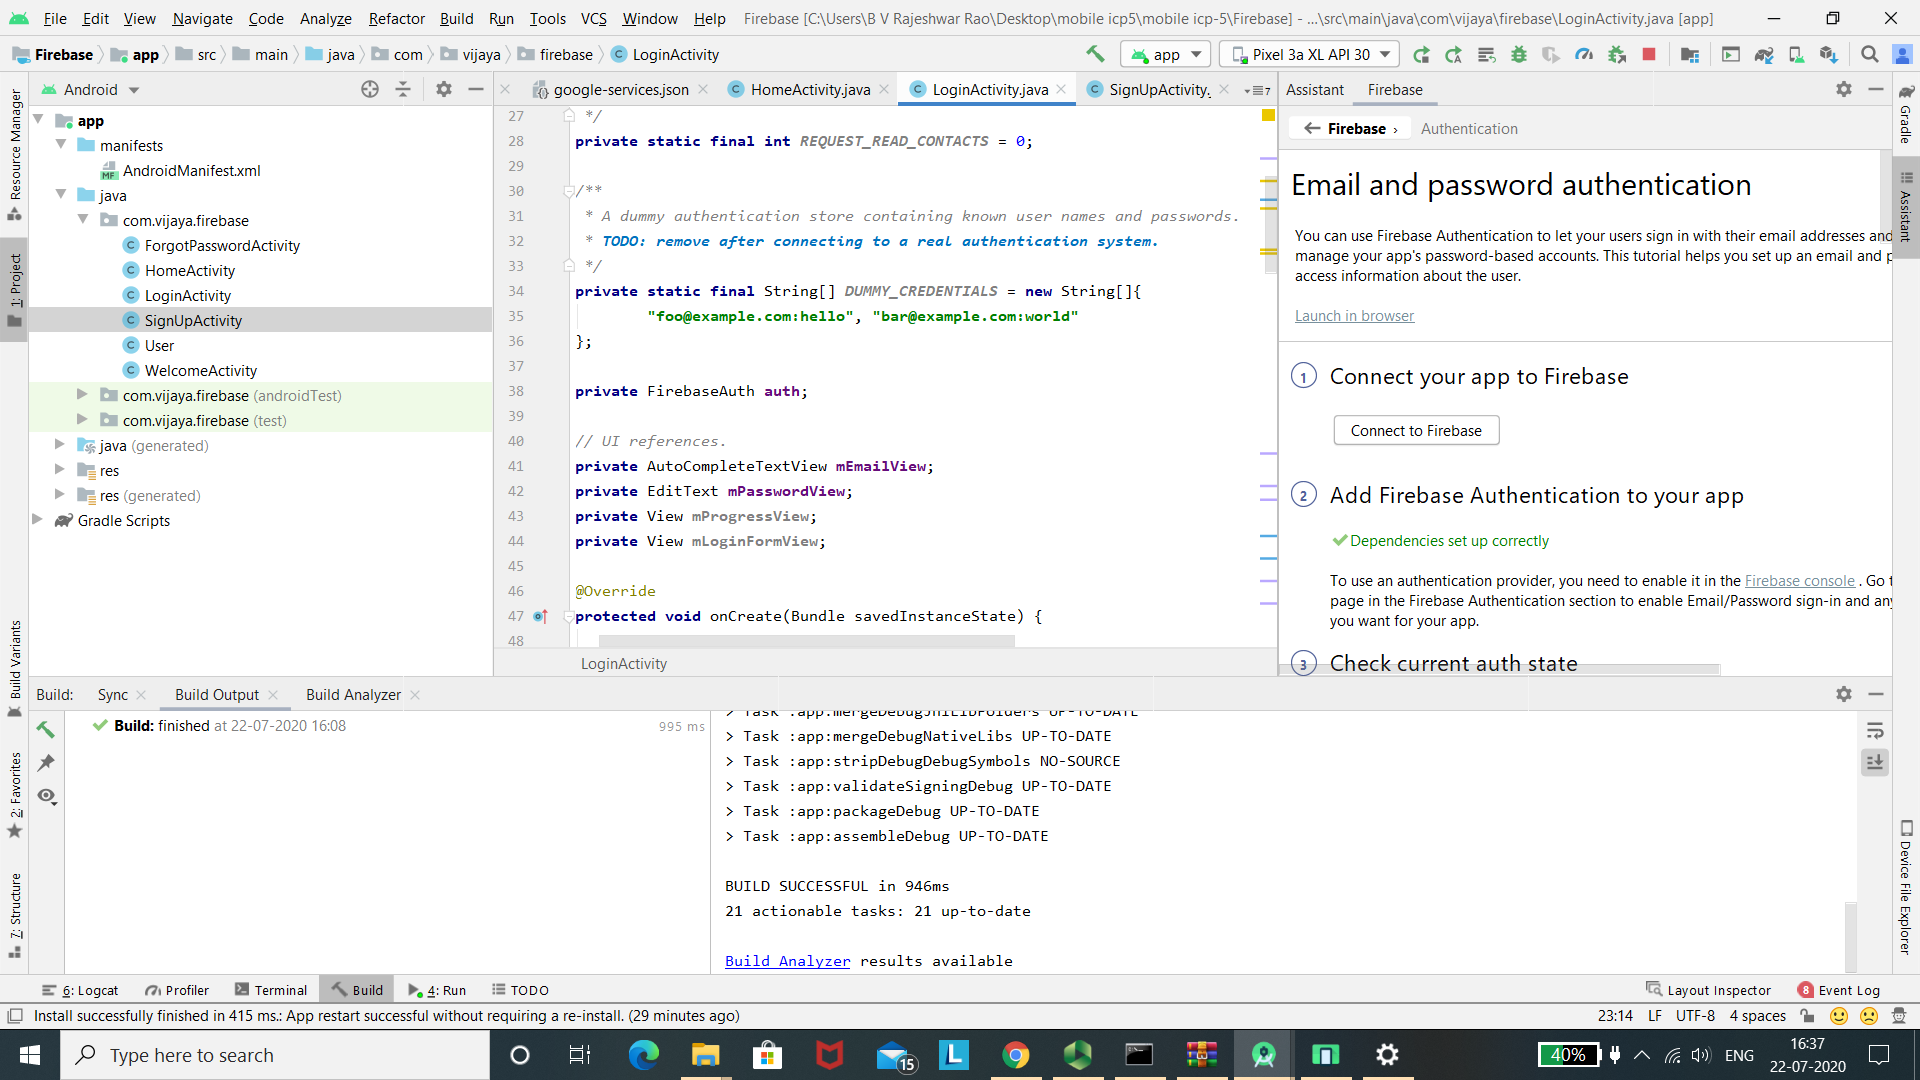 File Edit View Navigate Code Analyze Refactor Build Run Tools VCS Window Help Firebase [C:\Users\B V Rajeshwar Rao\Desktop\mobile icp5\mobile icp-5\Firebase] - ...\src\main\java\com\vijaya\firebase\LoginActivity.java [app]
Firebase app src main java com vijaya firebase LoginActivity app Pixel 3a XL API 30
Android
google-services.json HomeActivity.java LoginActivity.java SignUpActivity. 7
Assistant Firebase
Resource Manager
1: Project
Build Variants
2: Favorites
7: Structure
app
manifests
AndroidManifest.xml
java
com.vijaya.firebase
ForgotPasswordActivity
HomeActivity
LoginActivity
SignUpActivity
User
WelcomeActivity
com.vijaya.firebase (androidTest)
com.vijaya.firebase (test)
java (generated)
res
res (generated)
Gradle Scripts
27 */
28 private static final int REQUEST_READ_CONTACTS = 0;
29
30 /**
31 * A dummy authentication store containing known user names and passwords.
32 * TODO: remove after connecting to a real authentication system.
33 */
34 private static final String[] DUMMY_CREDENTIALS = new String[]{
35 "foo@example.com:hello", "bar@example.com:world"
36 };
37
38 private FirebaseAuth auth;
39
40 // UI references.
41 private AutoCompleteTextView mEmailView;
42 private EditText mPasswordView;
43 private View mProgressView;
44 private View mLoginFormView;
45
46 @Override
47 protected void onCreate(Bundle savedInstanceState) {
48
LoginActivity
Firebase › Authentication
Email and password authentication
You can use Firebase Authentication to let your users sign in with their email addresses and
manage your app's password-based accounts. This tutorial helps you set up an email and p
access information about the user.
Launch in browser
1 Connect your app to Firebase
Connect to Firebase
2 Add Firebase Authentication to your app
Dependencies set up correctly
To use an authentication provider, you need to enable it in the Firebase console . Go t
page in the Firebase Authentication section to enable Email/Password sign-in and any
you want for your app.
3 Check current auth state
Gradle
Assistant
Device File Explorer
Build: Sync Build Output Build Analyzer
Build: finished at 22-07-2020 16:08 995 ms
> Task :app:mergeDebugJniLibFolders UP-TO-DATE
> Task :app:mergeDebugNativeLibs UP-TO-DATE
> Task :app:stripDebugDebugSymbols NO-SOURCE
> Task :app:validateSigningDebug UP-TO-DATE
> Task :app:packageDebug UP-TO-DATE
> Task :app:assembleDebug UP-TO-DATE
BUILD SUCCESSFUL in 946ms
21 actionable tasks: 21 up-to-date
Build Analyzer results available
6: Logcat Profiler Terminal Build 4: Run TODO Layout Inspector 8 Event Log
Install successfully finished in 415 ms.: App restart successful without requiring a re-install. (29 minutes ago) 23:14 LF UTF-8 4 spaces
Type here to search 15 L 40% ENG 16:37
22-07-2020